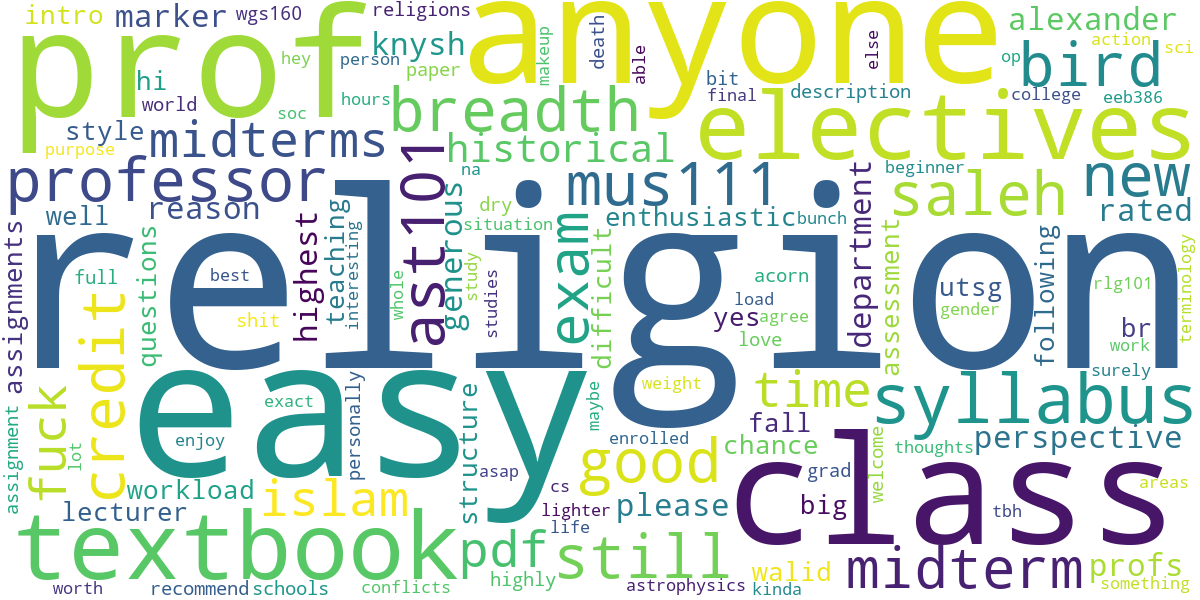 intro marker wgs160 religions
prof anyone
alexander
hey person knysh
hi paper
makeup death able else
action
op bird sci
bit
final description college eeb386
world hours
soc
breadth
electives
style midterms
purpose
historical
professor
ast101
na
mus111
beginner
new
saleh
well reason
dry enthusiastic bunch
situation
department
rated
assignments
questions
highest
teaching
interesting
generous
study
studies
exam
difficult
assessment
following
terminology
religion
full best
shit
whole
acorn
load
yes agree
love
utsg
gender
rlg101
br
work
surely
credit
easy
exact
enjoy
personally
structure
maybe
weight
time
syllabus
fuck
enrolled
fall
chance
perspective
thoughts
welcome
assignment
lot
workload
asap
good
cs
lighter
life
please
grad
big
class
tbh
areas
lecturer
islam
textbook
pdf
still
walid
midterm
profs
something
worth recommend schools conflicts highly astrophysics kinda